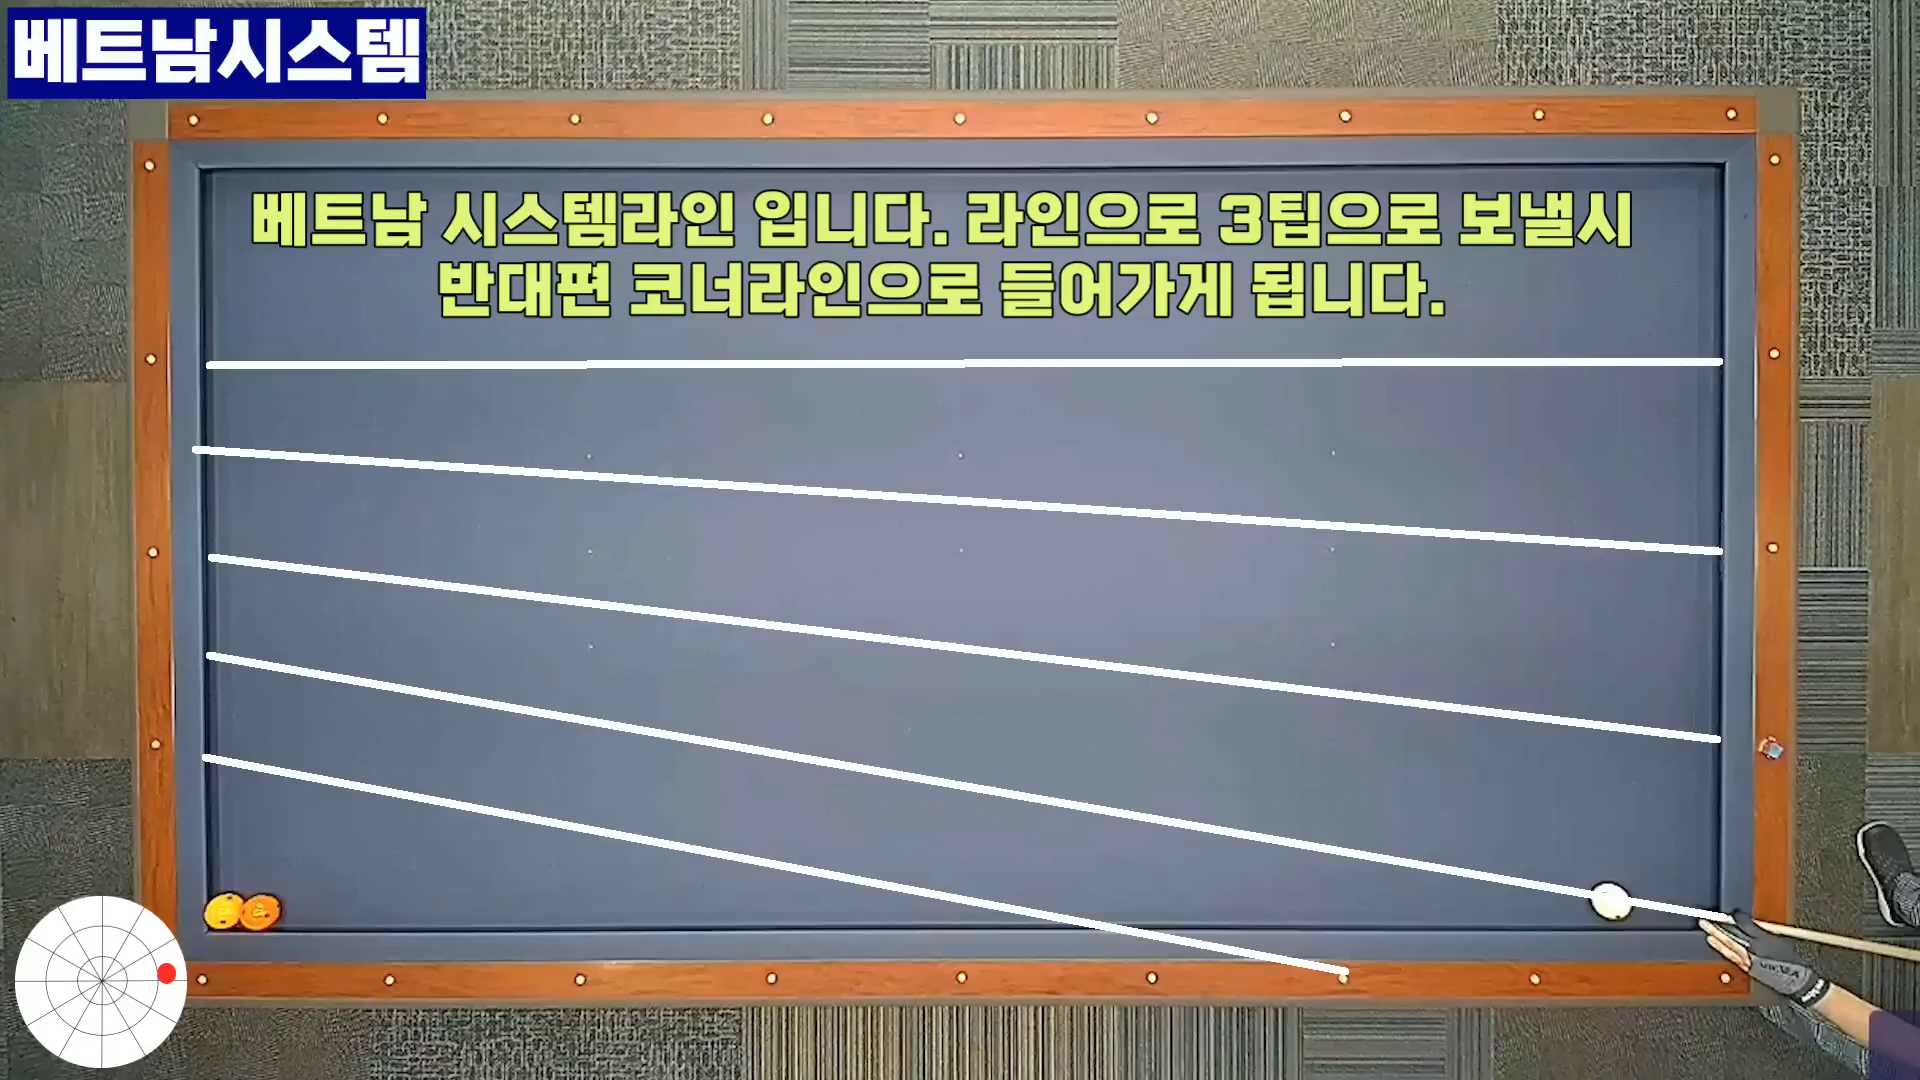 베트남시스템
베트남 시스템라인 입니다. 라인으로 3팁으로 보낼시
반대편 코너라인으로 들어가게 됩니다.